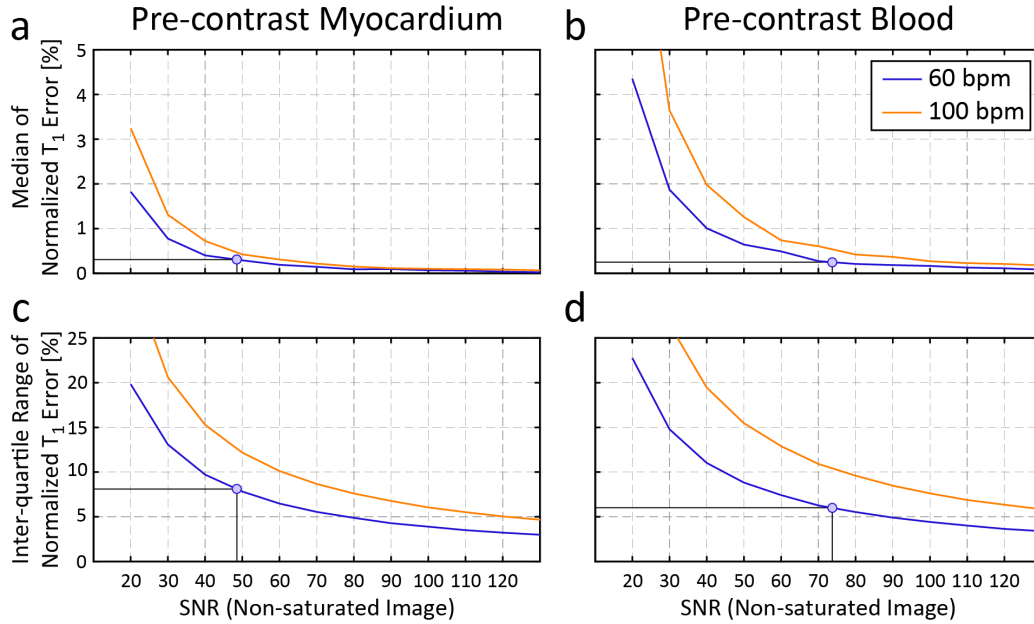 Pre-contrast Myocardium
Pre-contrast Blood
a
b
Median of
Normalized T1 Error [%]
5
4
3
2
1
0
60 bpm
100 bpm
c
d
Inter-quartile Range of
Normalized T1 Error [%]
25
20
15
10
5
0
20 30 40 50 60 70 80 90 100 110 120
SNR (Non-saturated Image)
20 30 40 50 60 70 80 90 100 110 120
SNR (Non-saturated Image)